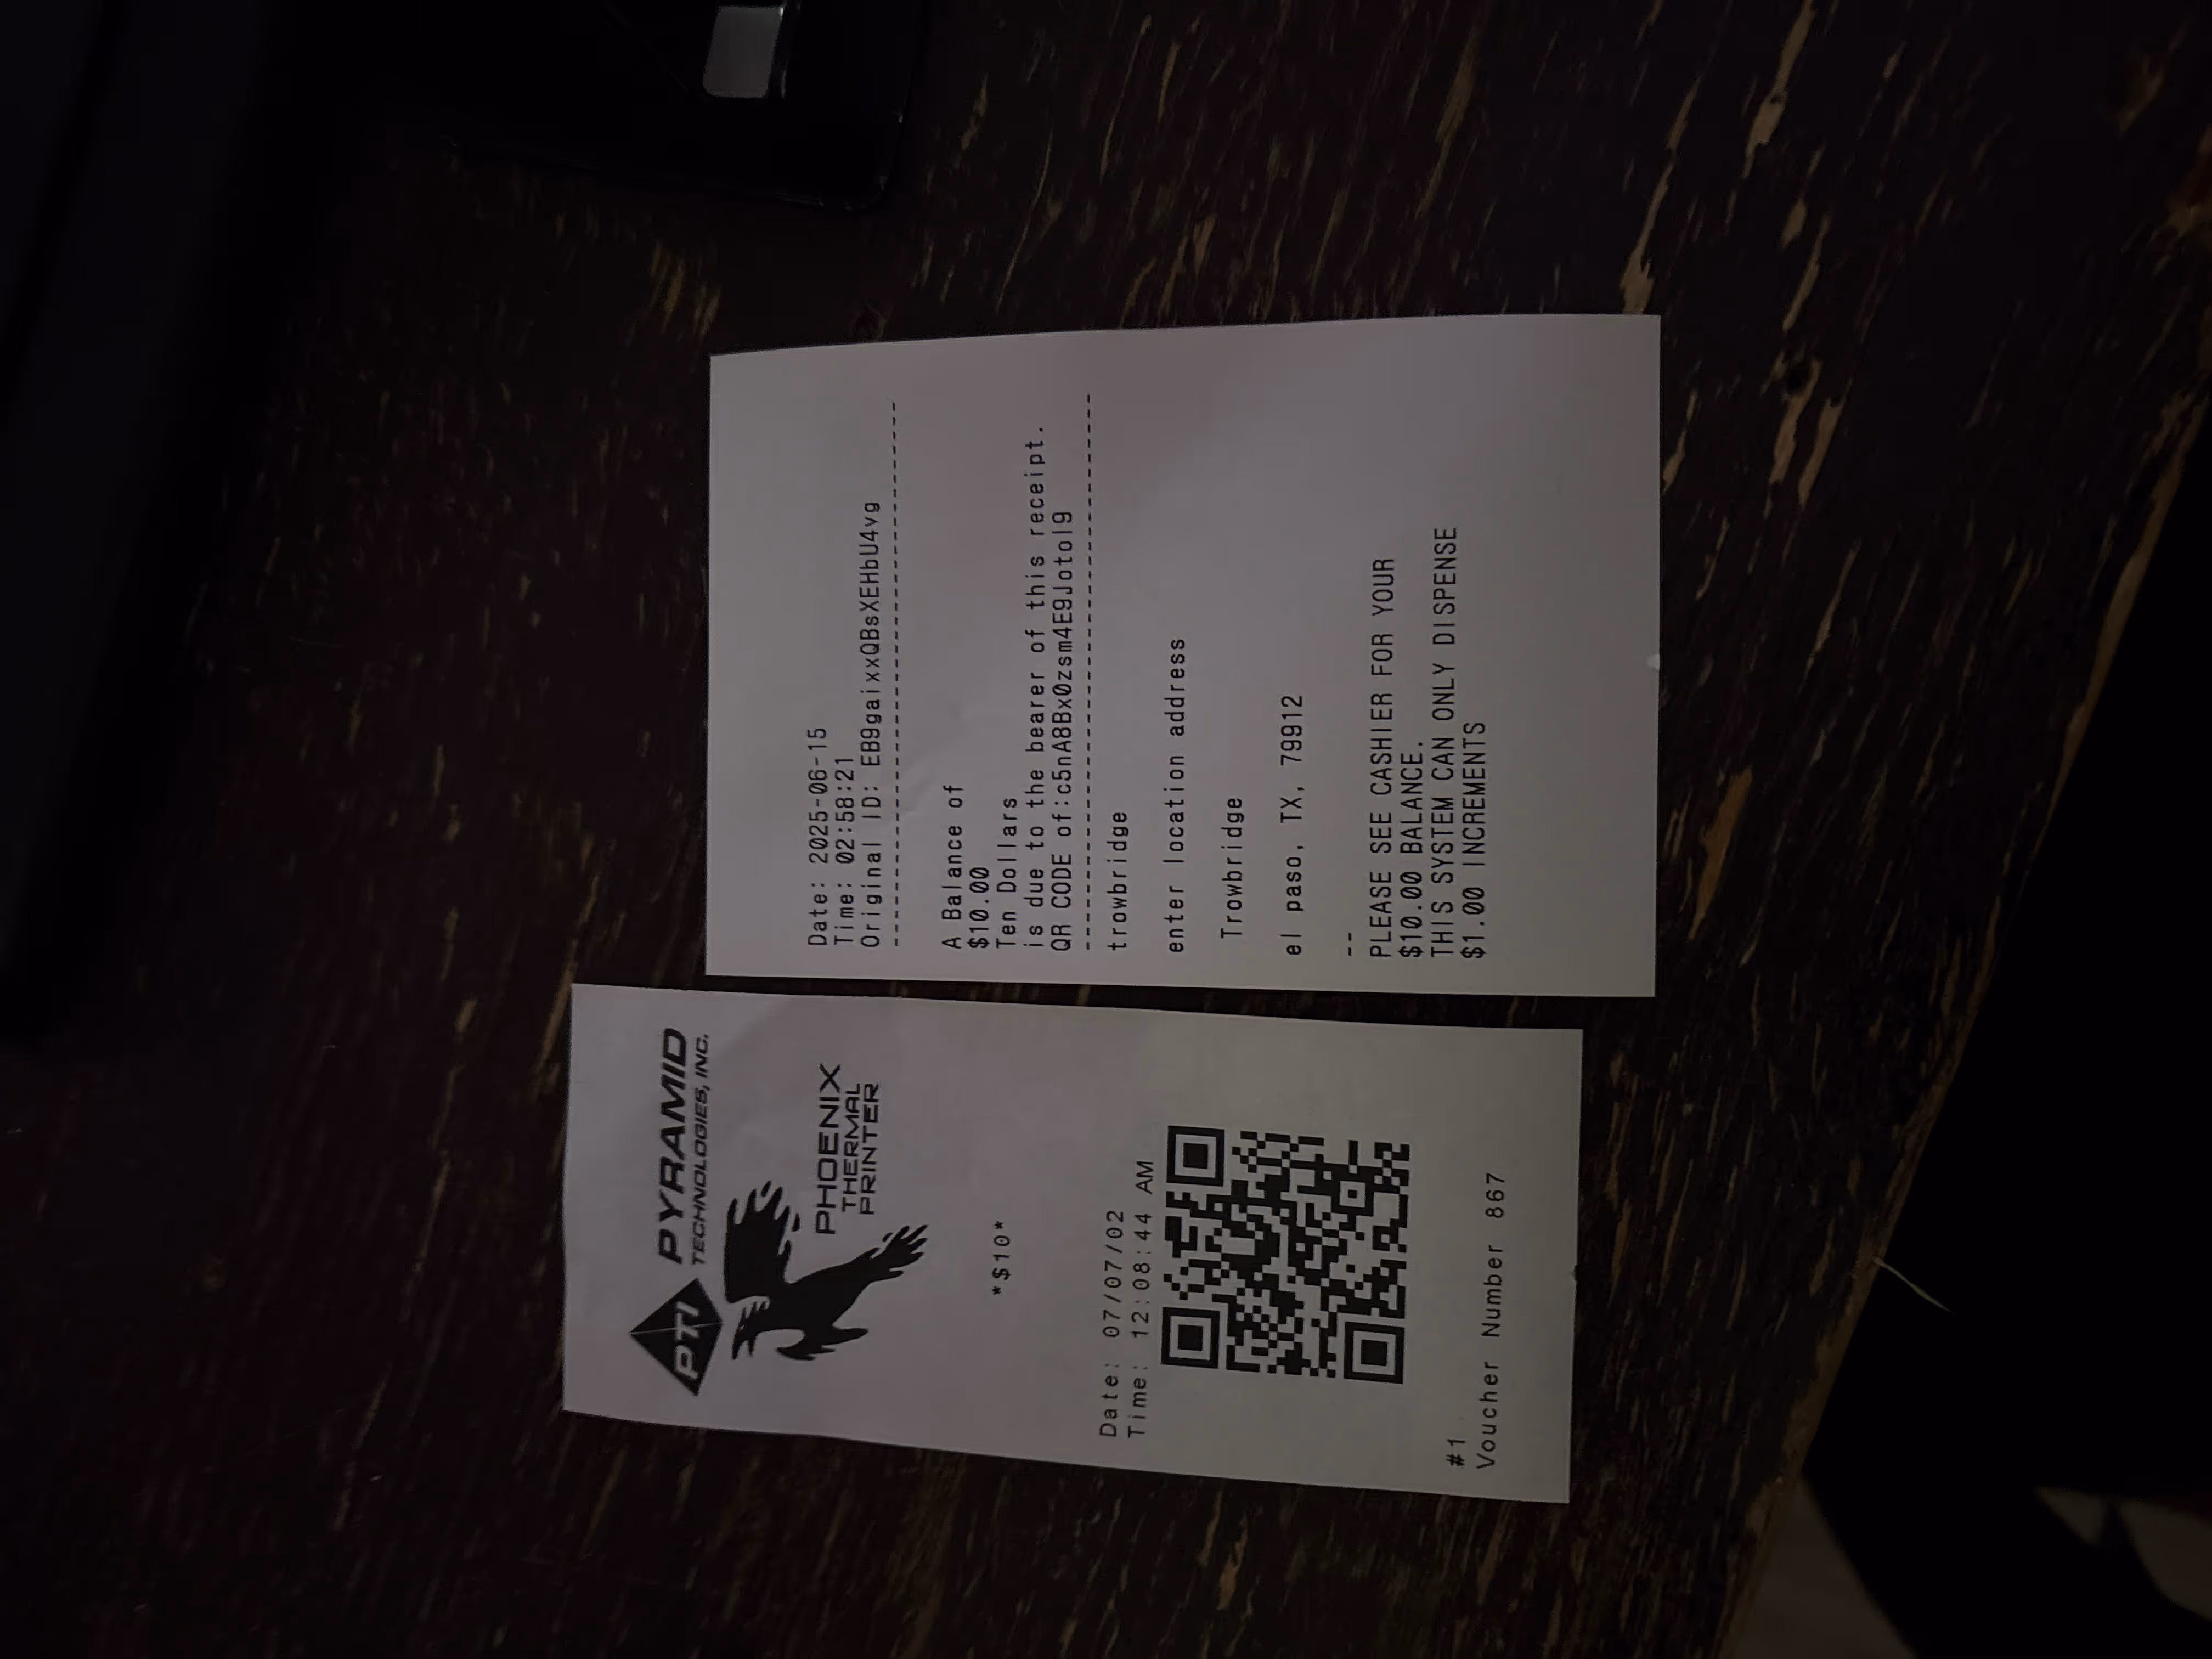 PTI PYRAMID
TECHNOLOGIES, INC.
PHOENIX
THERMAL
PRINTER
*$10*
Date: 07/07/02
Time: 12:08:44 AM
#1
Voucher Number 867
Date: 2025-06-15
Time: 02:58:21
Original ID: EB9gaixxQBsXEHbU4vg
--------------------------------
A Balance of
$10.00
Ten Dollars
is due to the bearer of this receipt.
QR CODE of:c5nA8Bx0zsm4E9Jotol9
--------------------------------
trowbridge
enter location address
Trowbridge
el paso, TX, 79912
--
PLEASE SEE CASHIER FOR YOUR
$10.00 BALANCE.
THIS SYSTEM CAN ONLY DISPENSE
$1.00 INCREMENTS